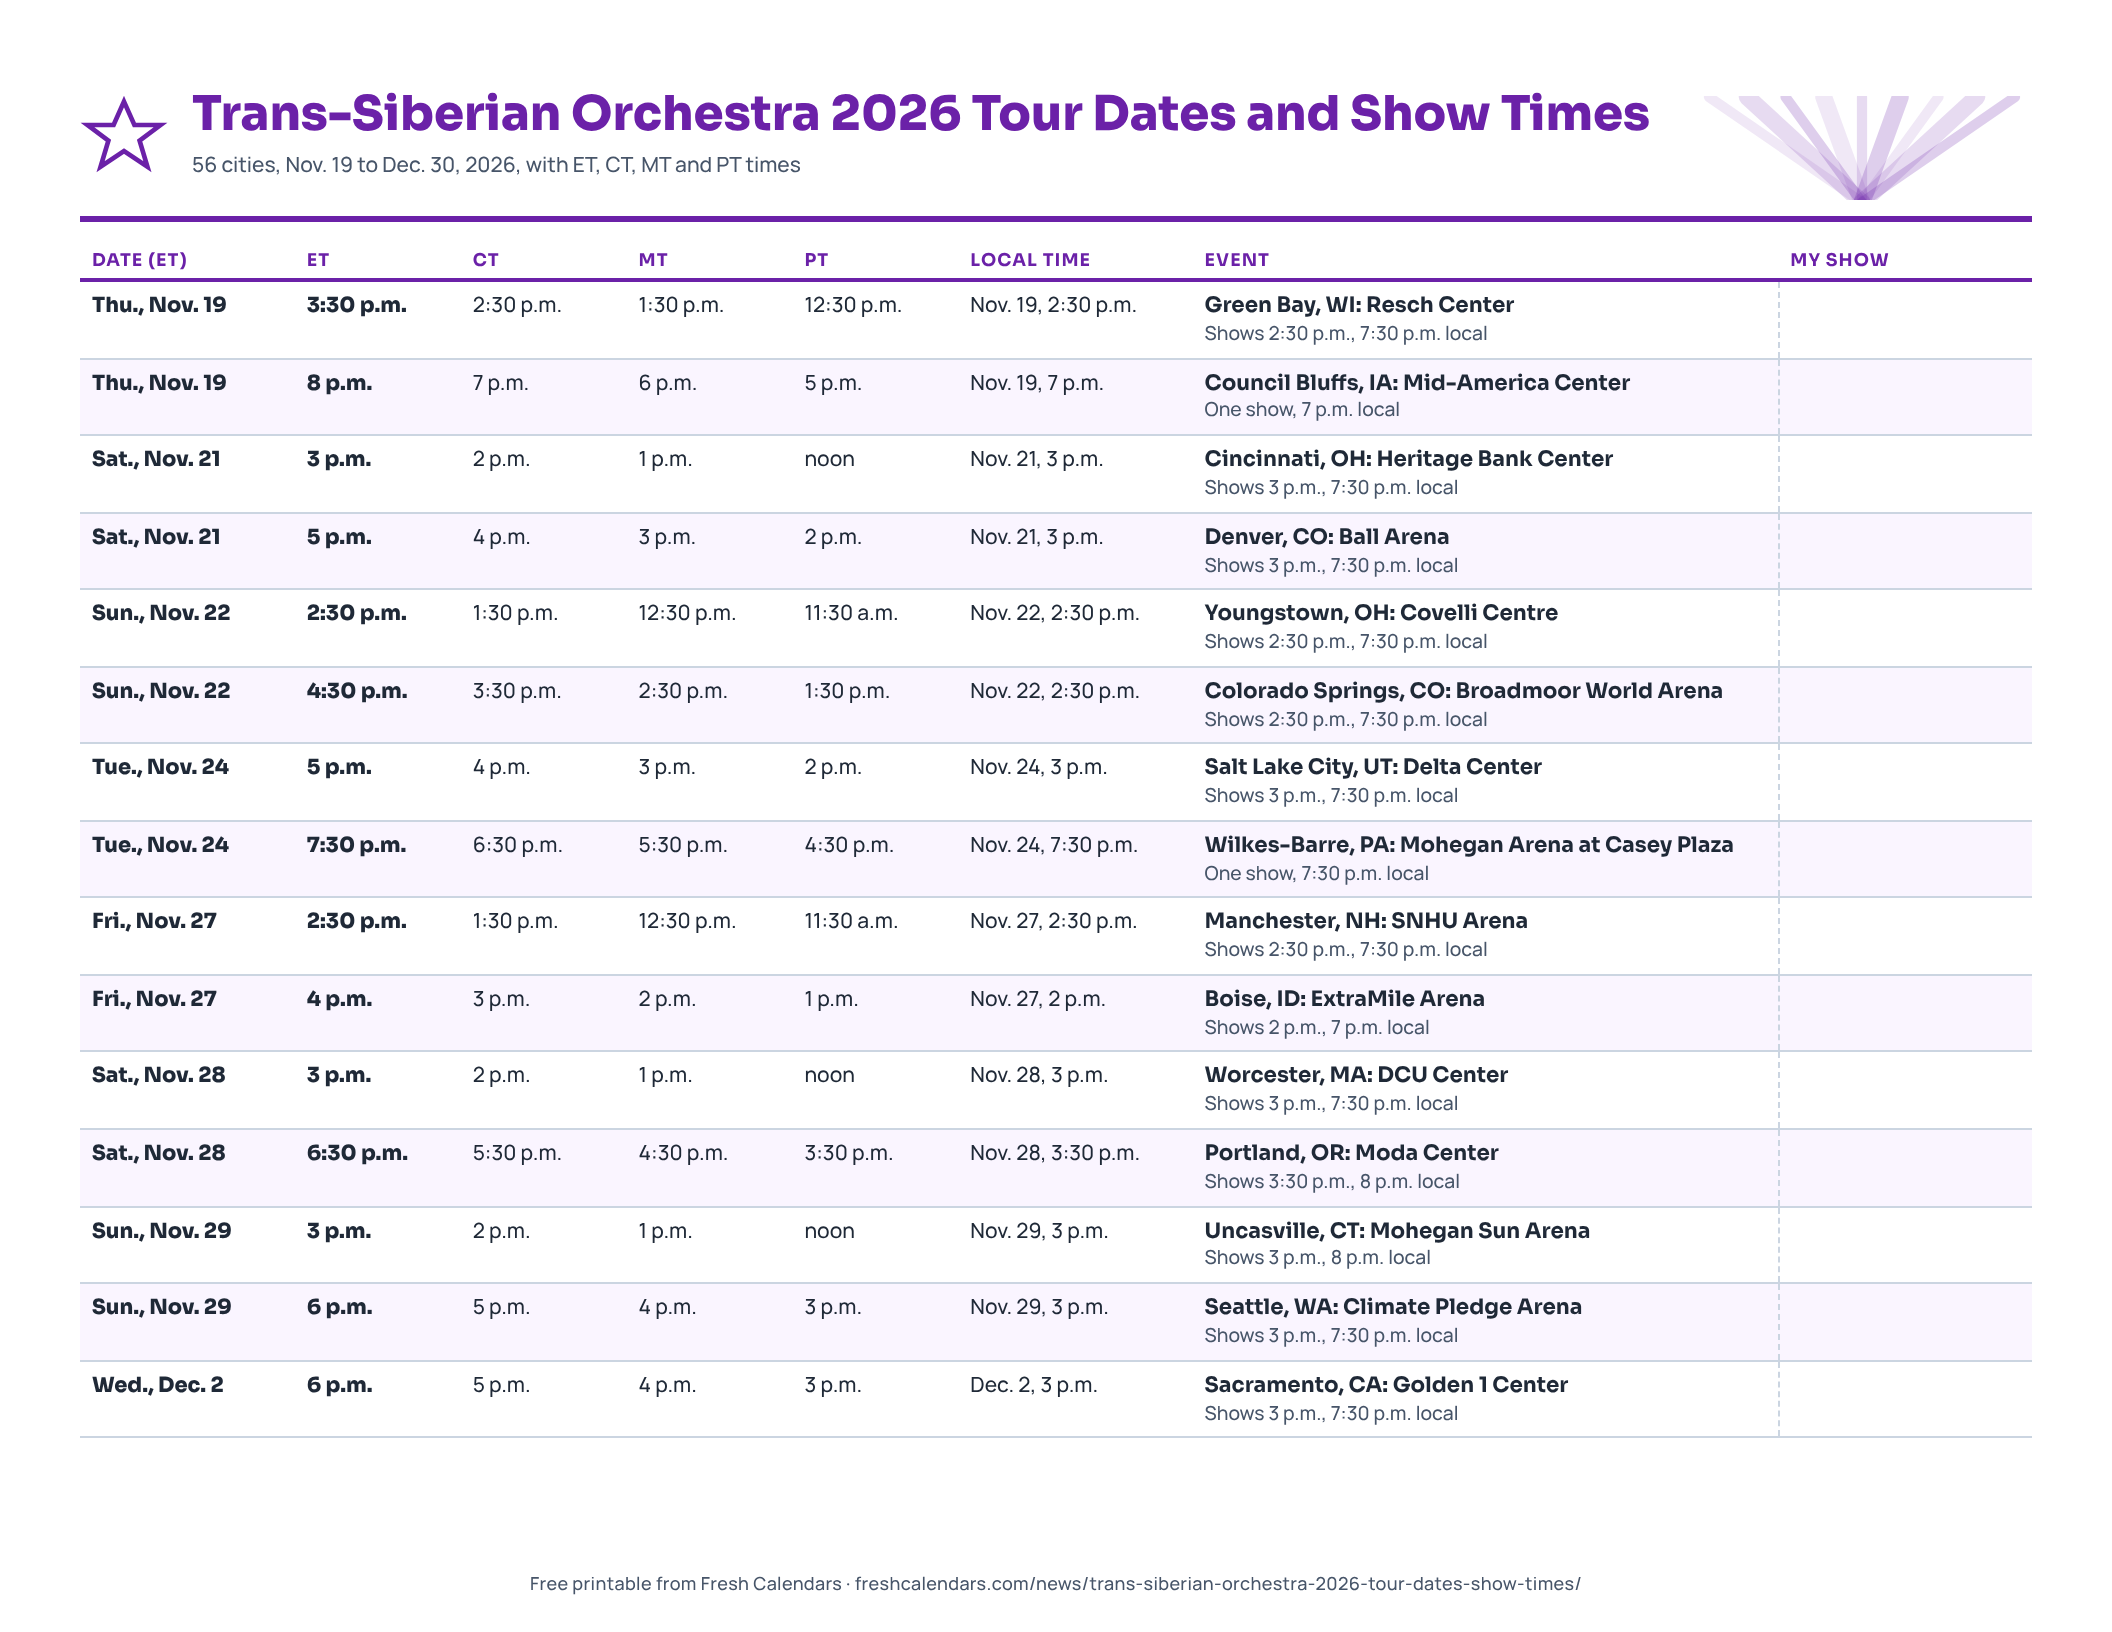 Trans-Siberian Orchestra 2026 Tour Dates and Show Times
56 cities, Nov. 19 to Dec. 30, 2026, with ET, CT, MT and PT times
DATE (ET) ET CT MT PT LOCAL TIME EVENT MY SHOW
Thu., Nov. 19 3:30 p.m. 2:30 p.m. 1:30 p.m. 12:30 p.m. Nov. 19, 2:30 p.m. Green Bay, WI: Resch Center
Shows 2:30 p.m., 7:30 p.m. local
Thu., Nov. 19 8 p.m. 7 p.m. 6 p.m. 5 p.m. Nov. 19, 7 p.m. Council Bluffs, IA: Mid-America Center
One show, 7 p.m. local
Sat., Nov. 21 3 p.m. 2 p.m. 1 p.m. noon Nov. 21, 3 p.m. Cincinnati, OH: Heritage Bank Center
Shows 3 p.m., 7:30 p.m. local
Sat., Nov. 21 5 p.m. 4 p.m. 3 p.m. 2 p.m. Nov. 21, 3 p.m. Denver, CO: Ball Arena
Shows 3 p.m., 7:30 p.m. local
Sun., Nov. 22 2:30 p.m. 1:30 p.m. 12:30 p.m. 11:30 a.m. Nov. 22, 2:30 p.m. Youngstown, OH: Covelli Centre
Shows 2:30 p.m., 7:30 p.m. local
Sun., Nov. 22 4:30 p.m. 3:30 p.m. 2:30 p.m. 1:30 p.m. Nov. 22, 2:30 p.m. Colorado Springs, CO: Broadmoor World Arena
Shows 2:30 p.m., 7:30 p.m. local
Tue., Nov. 24 5 p.m. 4 p.m. 3 p.m. 2 p.m. Nov. 24, 3 p.m. Salt Lake City, UT: Delta Center
Shows 3 p.m., 7:30 p.m. local
Tue., Nov. 24 7:30 p.m. 6:30 p.m. 5:30 p.m. 4:30 p.m. Nov. 24, 7:30 p.m. Wilkes-Barre, PA: Mohegan Arena at Casey Plaza
One show, 7:30 p.m. local
Fri., Nov. 27 2:30 p.m. 1:30 p.m. 12:30 p.m. 11:30 a.m. Nov. 27, 2:30 p.m. Manchester, NH: SNHU Arena
Shows 2:30 p.m., 7:30 p.m. local
Fri., Nov. 27 4 p.m. 3 p.m. 2 p.m. 1 p.m. Nov. 27, 2 p.m. Boise, ID: ExtraMile Arena
Shows 2 p.m., 7 p.m. local
Sat., Nov. 28 3 p.m. 2 p.m. 1 p.m. noon Nov. 28, 3 p.m. Worcester, MA: DCU Center
Shows 3 p.m., 7:30 p.m. local
Sat., Nov. 28 6:30 p.m. 5:30 p.m. 4:30 p.m. 3:30 p.m. Nov. 28, 3:30 p.m. Portland, OR: Moda Center
Shows 3:30 p.m., 8 p.m. local
Sun., Nov. 29 3 p.m. 2 p.m. 1 p.m. noon Nov. 29, 3 p.m. Uncasville, CT: Mohegan Sun Arena
Shows 3 p.m., 8 p.m. local
Sun., Nov. 29 6 p.m. 5 p.m. 4 p.m. 3 p.m. Nov. 29, 3 p.m. Seattle, WA: Climate Pledge Arena
Shows 3 p.m., 7:30 p.m. local
Wed., Dec. 2 6 p.m. 5 p.m. 4 p.m. 3 p.m. Dec. 2, 3 p.m. Sacramento, CA: Golden 1 Center
Shows 3 p.m., 7:30 p.m. local
Free printable from Fresh Calendars · freshcalendars.com/news/trans-siberian-orchestra-2026-tour-dates-show-times/